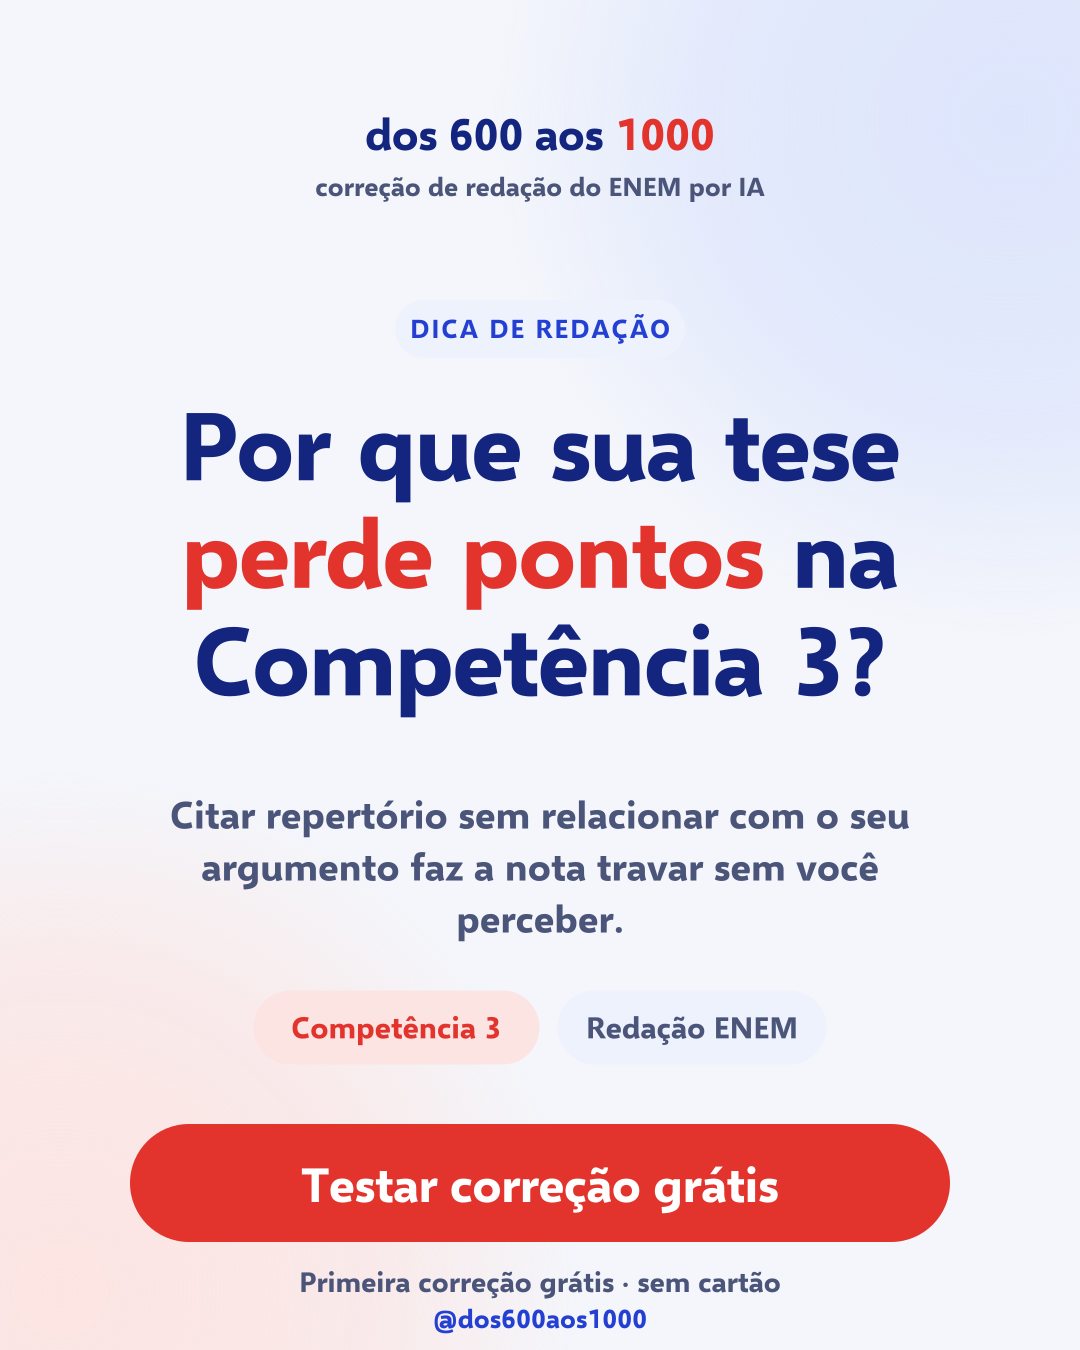 dos 600 aos 1000
correção de redação do ENEM por IA
DICA DE REDAÇÃO
Por que sua tese
perde pontos na
Competência 3?
Citar repertório sem relacionar com o seu
argumento faz a nota travar sem você
perceber.
Competência 3
Redação ENEM
Testar correção grátis
Primeira correção grátis · sem cartão
@dos600aos1000